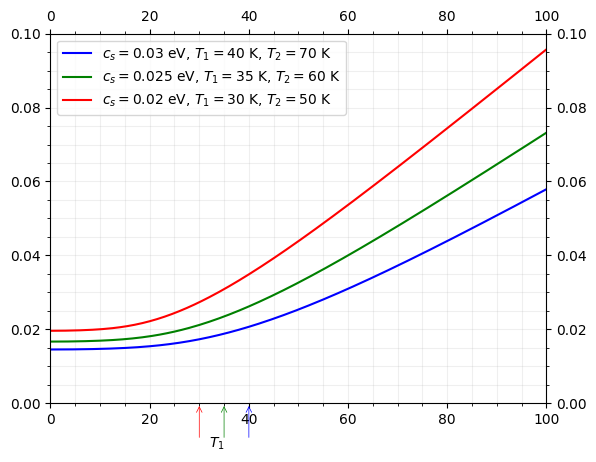 0 20 40 60 80 100
0.10 0.10
c_s = 0.03 eV, T_1 = 40 K, T_2 = 70 K
c_s = 0.025 eV, T_1 = 35 K, T_2 = 60 K
c_s = 0.02 eV, T_1 = 30 K, T_2 = 50 K
0.08 0.08
0.06 0.06
0.04 0.04
0.02 0.02
0.00 0.00
0 20 40 60 80 100
T_1